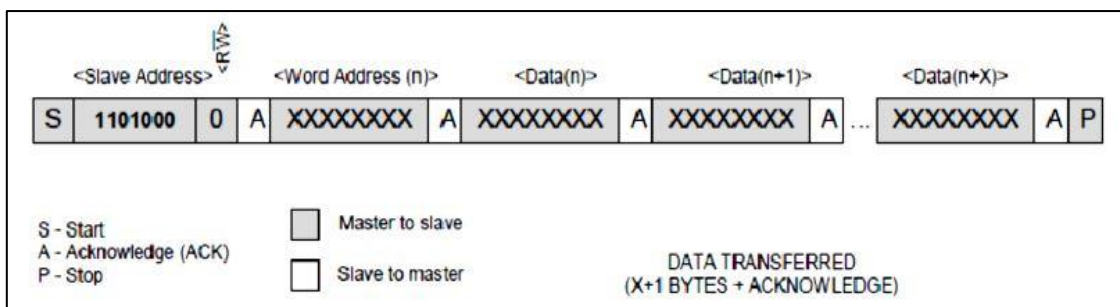 <RW>
<Slave Address> <Word Address (n)> <Data(n)> <Data(n+1)> <Data(n+X)>
S 1101000 0 A XXXXXXXX A XXXXXXXX A XXXXXXXX A ... XXXXXXXX A P
S - Start
A - Acknowledge (ACK)
P - Stop
Master to slave
Slave to master
DATA TRANSFERRED
(X+1 BYTES + ACKNOWLEDGE)